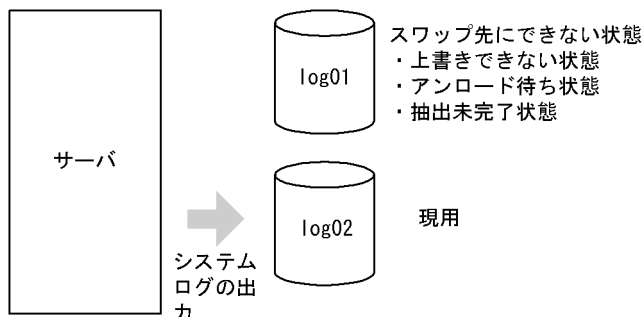 サーバ
log01
スワップ先にできない状態
・上書きできない状態
・アンロード待ち状態
・抽出未完了状態
log02
現用
システム
ログの出
力